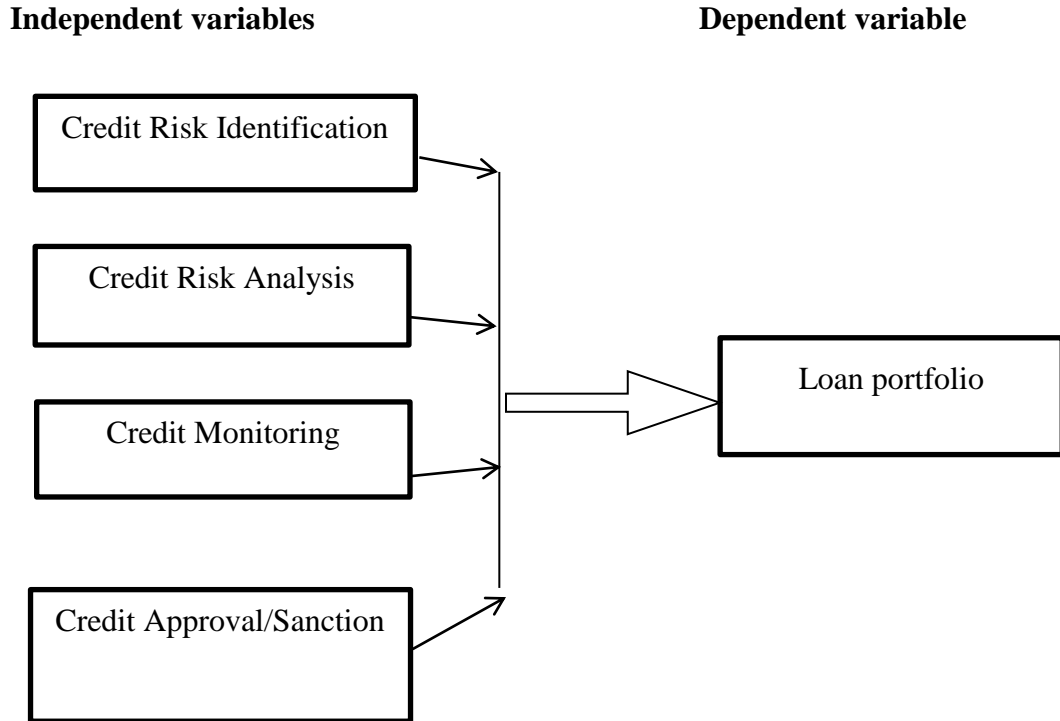 Independent variables
Dependent variable
Credit Risk Identification
Credit Risk Analysis
Credit Monitoring
Credit Approval/Sanction
Loan portfolio